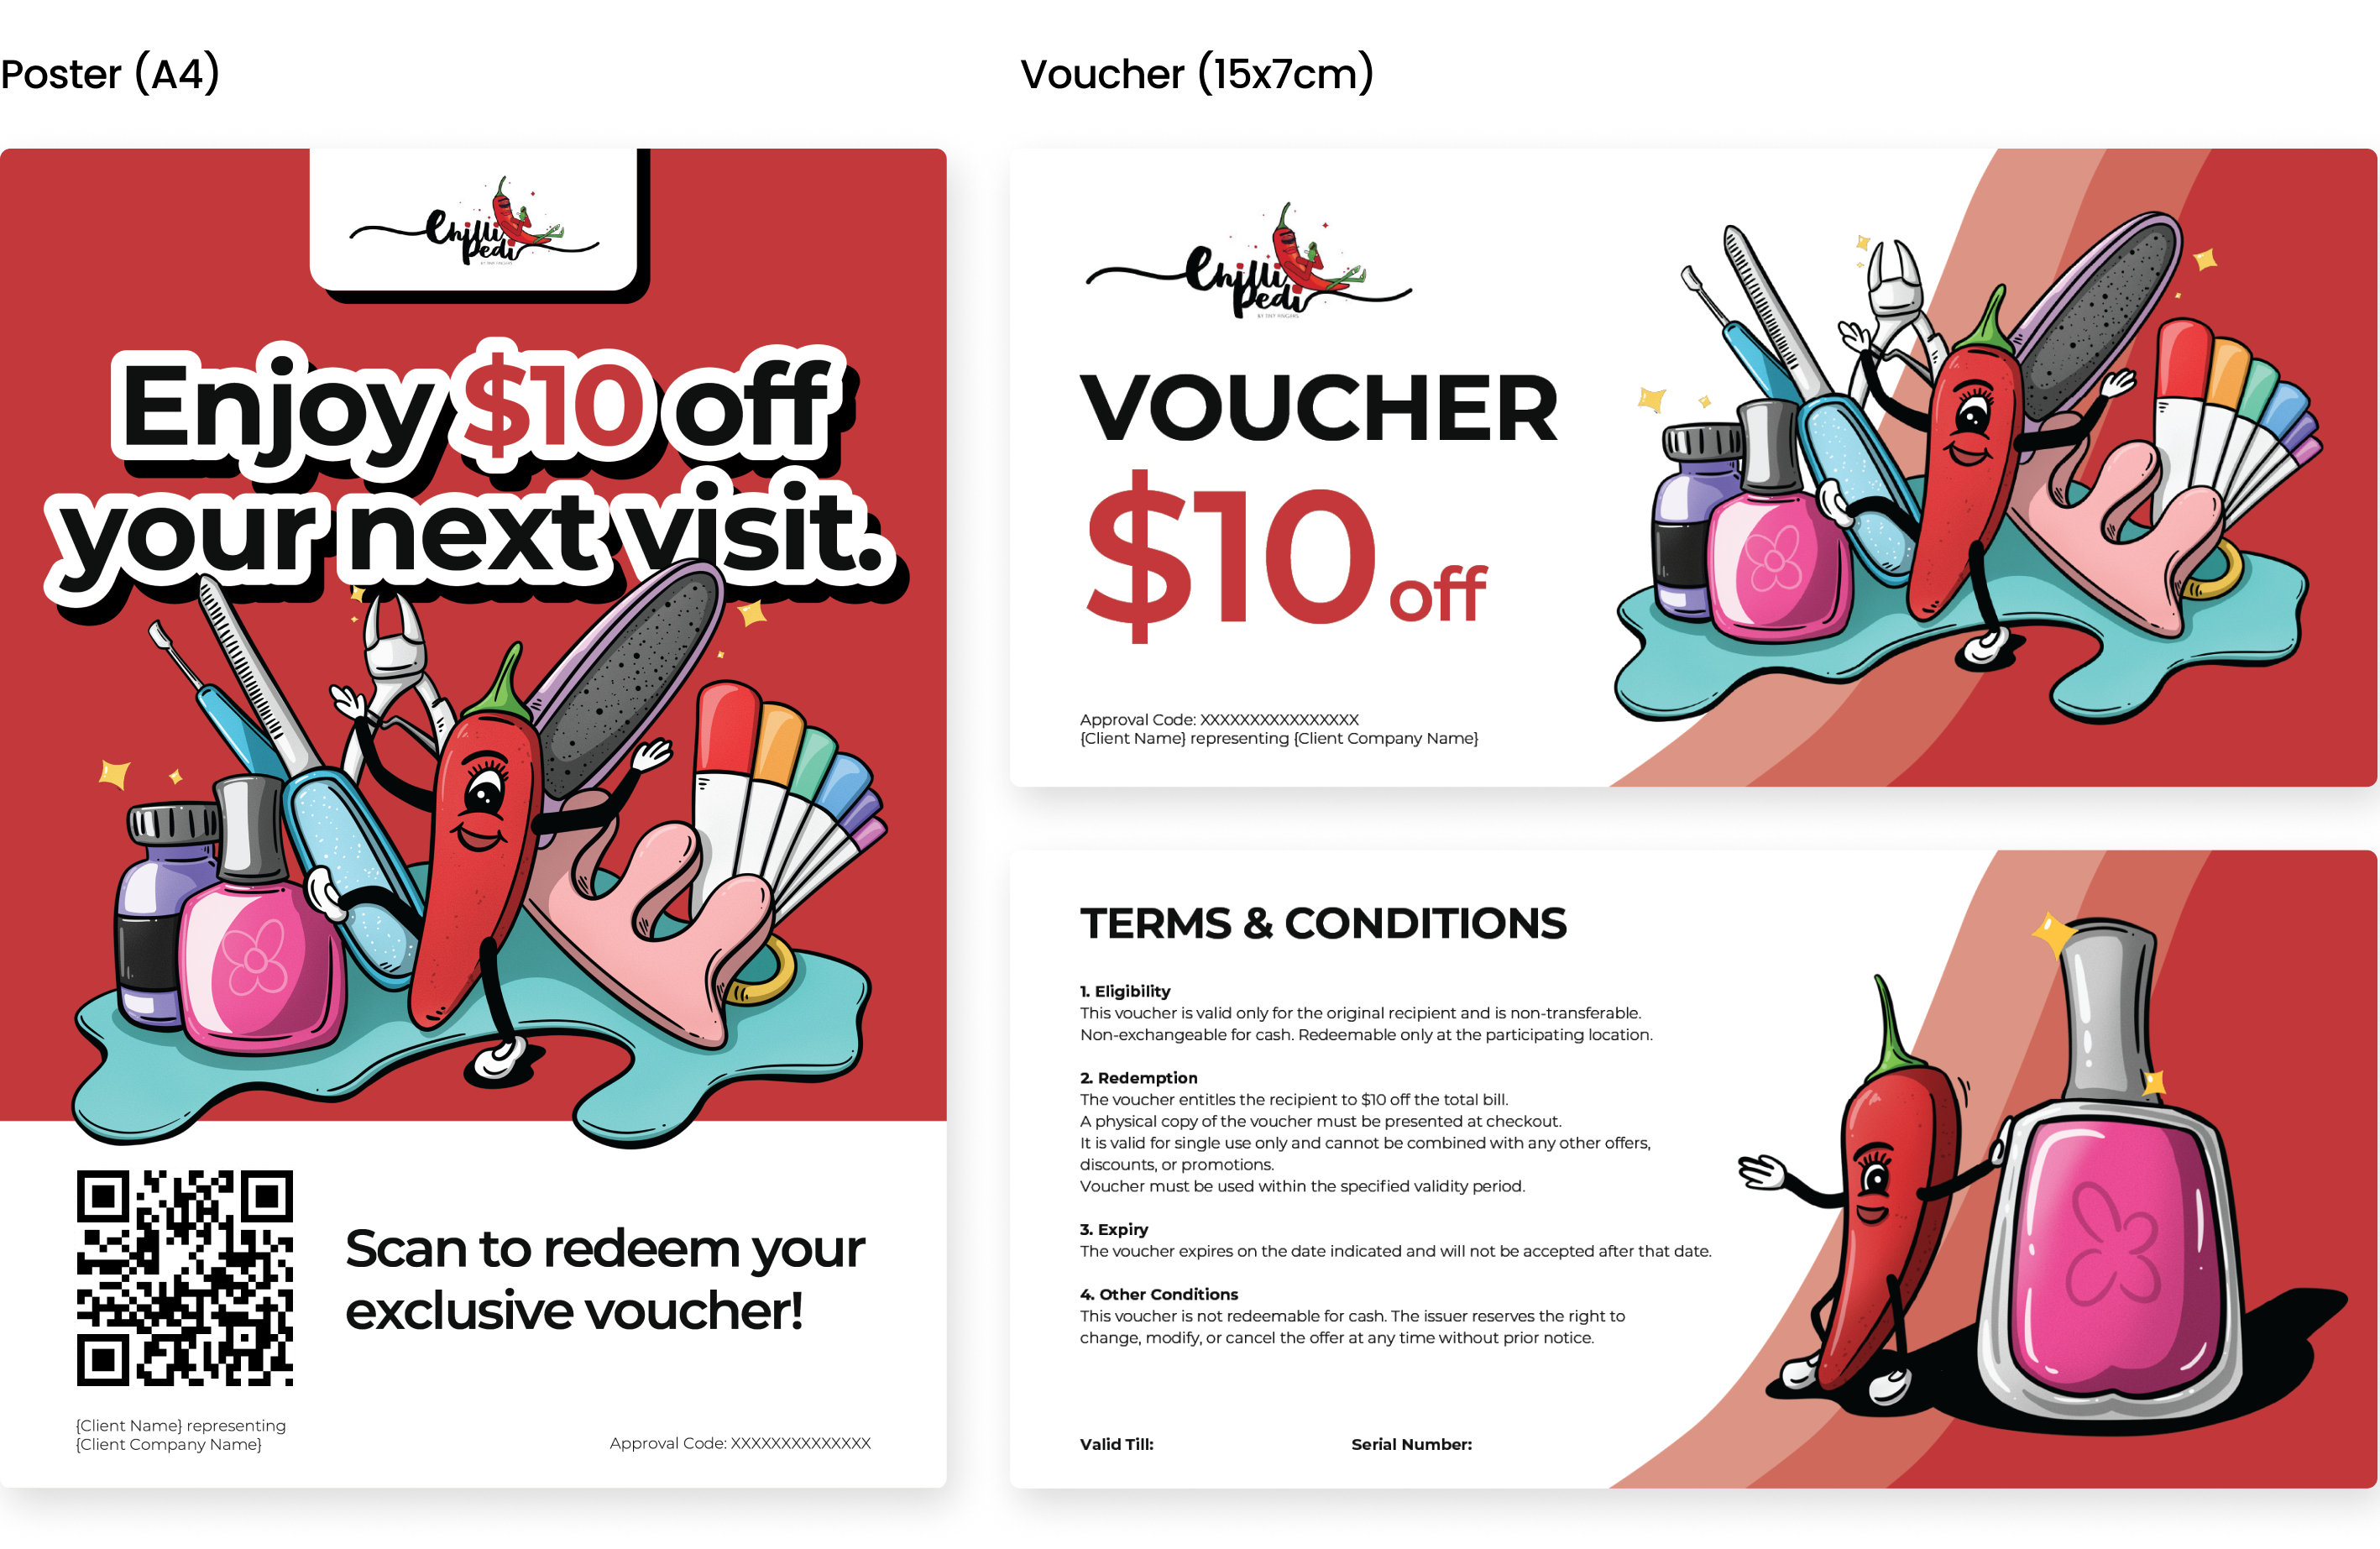 Poster (A4)
Voucher (15x7cm)
Chilli
Pedi
BY TINY FINGERS
Enjoy $10 off
your next visit.
Scan to redeem your
exclusive voucher!
{Client Name} representing
{Client Company Name}
Approval Code: XXXXXXXXXXXXXX
Chilli
Pedi
BY TINY FINGERS
VOUCHER
$10 off
Approval Code: XXXXXXXXXXXXXXXX
{Client Name} representing {Client Company Name}
TERMS & CONDITIONS
1. Eligibility
This voucher is valid only for the original recipient and is non-transferable.
Non-exchangeable for cash. Redeemable only at the participating location.
2. Redemption
The voucher entitles the recipient to $10 off the total bill.
A physical copy of the voucher must be presented at checkout.
It is valid for single use only and cannot be combined with any other offers,
discounts, or promotions.
Voucher must be used within the specified validity period.
3. Expiry
The voucher expires on the date indicated and will not be accepted after that date.
4. Other Conditions
This voucher is not redeemable for cash. The issuer reserves the right to
change, modify, or cancel the offer at any time without prior notice.
Valid Till:
Serial Number: